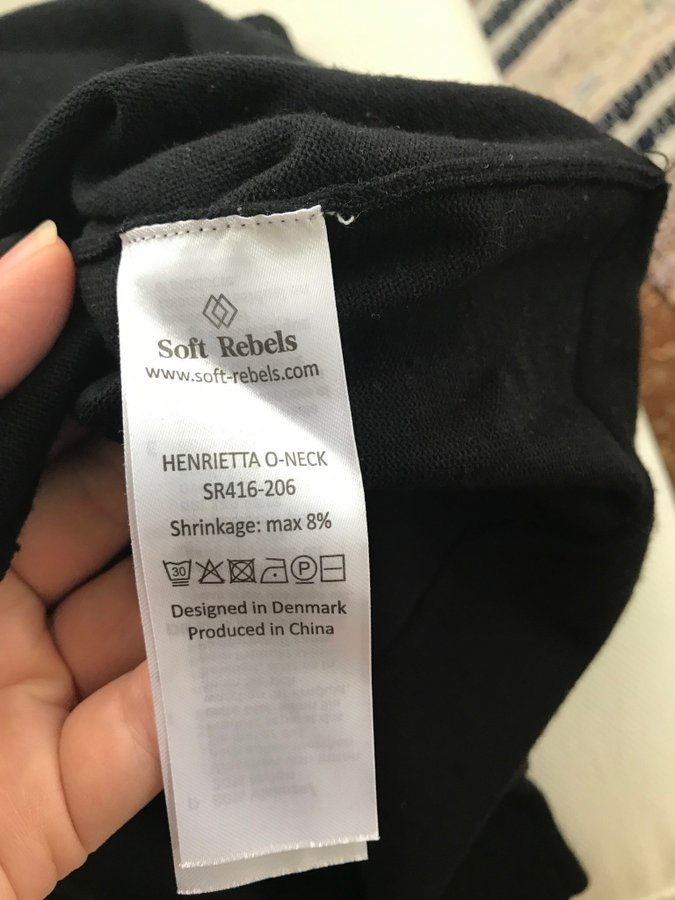 Soft Rebels
www.soft-rebels.com
HENRIETTA O-NECK
SR416-206
Shrinkage: max 8%
30 P
Designed in Denmark
Produced in China